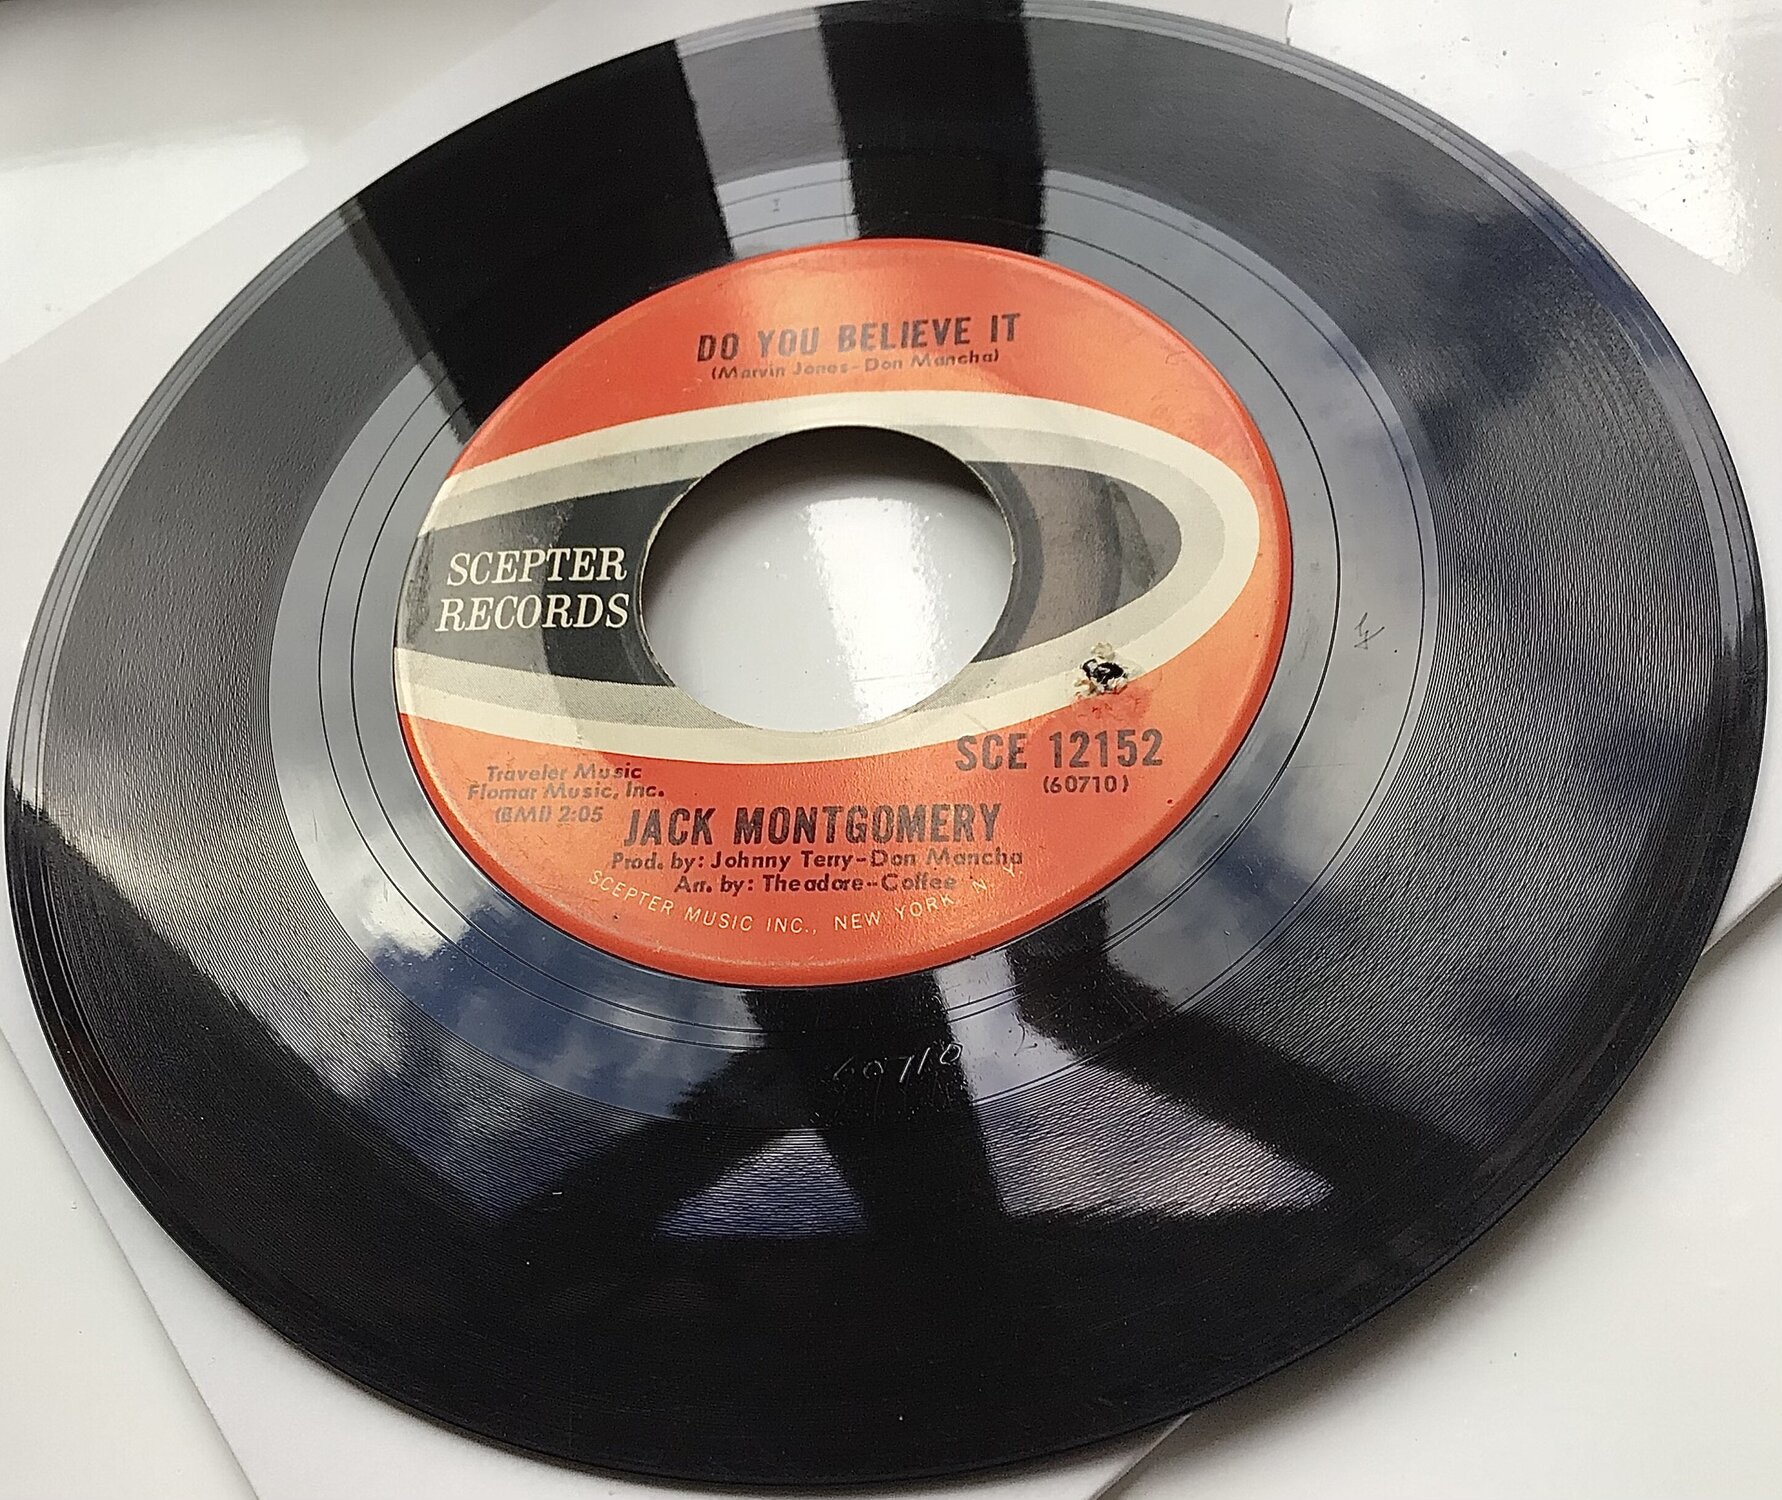 DO YOU BELIEVE IT
(Marvin Jones-Don Mancha)
SCEPTER
RECORDS
SCE 12152
(60710)
Traveler Music
Flomar Music, Inc.
(BMI) 2:05
JACK MONTGOMERY
Prod. by: Johnny Terry-Don Mancha
Arr. by: Theadore--Coffee
SCEPTER MUSIC INC., NEW YORK, N. Y.
60710